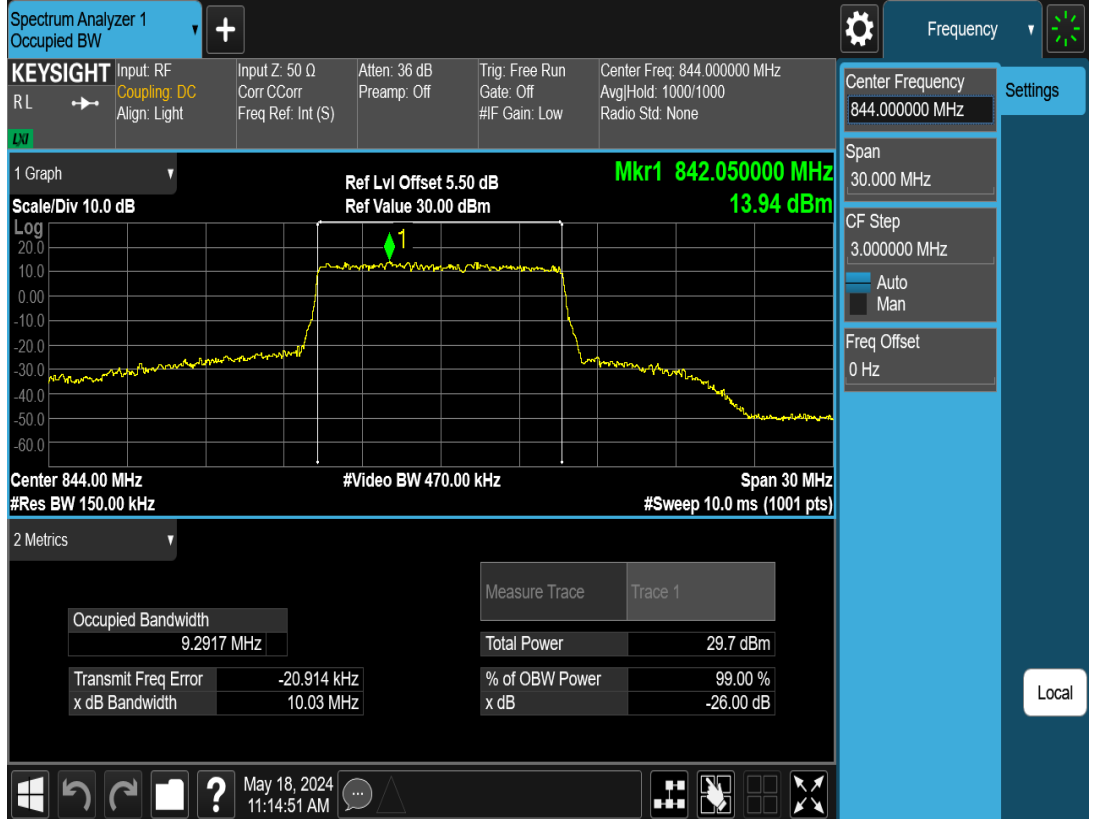 Spectrum Analyzer 1
Occupied BW
▼
+
Frequency
▼
KEYSIGHT
R L
LXI
Input: RF
Coupling: DC
Align: Light
Input Z: 50 Ω
Corr CCorr
Freq Ref: Int (S)
Atten: 36 dB
Preamp: Off
Trig: Free Run
Gate: Off
#IF Gain: Low
Center Freq: 844.000000 MHz
Avg|Hold: 1000/1000
Radio Std: None
Center Frequency
844.000000 MHz
Settings
Span
30.000 MHz
CF Step
3.000000 MHz
Auto
Man
Freq Offset
0 Hz
Local
1 Graph
▼
Scale/Div 10.0 dB
Ref Lvl Offset 5.50 dB
Ref Value 30.00 dBm
Mkr1 842.050000 MHz
13.94 dBm
Log
20.0
10.0
0.00
-10.0
-20.0
-30.0
-40.0
-50.0
-60.0
1
Center 844.00 MHz
#Video BW 470.00 kHz
Span 30 MHz
#Res BW 150.00 kHz
#Sweep 10.0 ms (1001 pts)
2 Metrics
▼
Measure Trace
Trace 1
Occupied Bandwidth
9.2917 MHz
Total Power
29.7 dBm
Transmit Freq Error
-20.914 kHz
% of OBW Power
99.00 %
x dB Bandwidth
10.03 MHz
x dB
-26.00 dB
?
May 18, 2024
11:14:51 AM